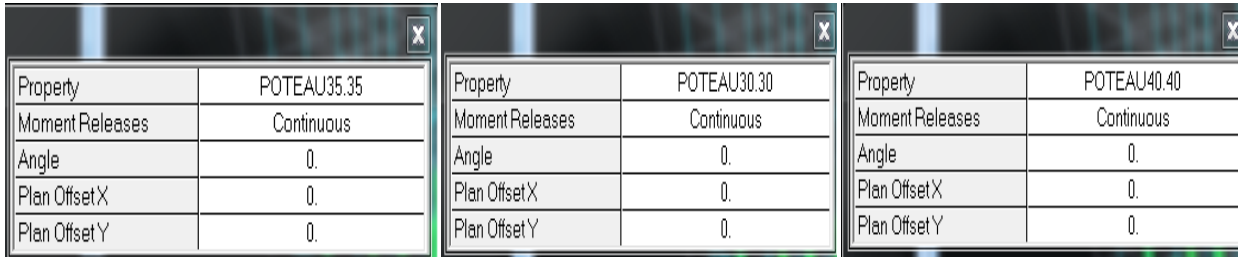 X
Property POTEAU35.35
Moment Releases Continuous
Angle 0.
Plan Offset X 0.
Plan Offset Y 0.
X
Property POTEAU30.30
Moment Releases Continuous
Angle 0.
Plan Offset X 0.
Plan Offset Y 0.
X
Property POTEAU40.40
Moment Releases Continuous
Angle 0.
Plan Offset X 0.
Plan Offset Y 0.